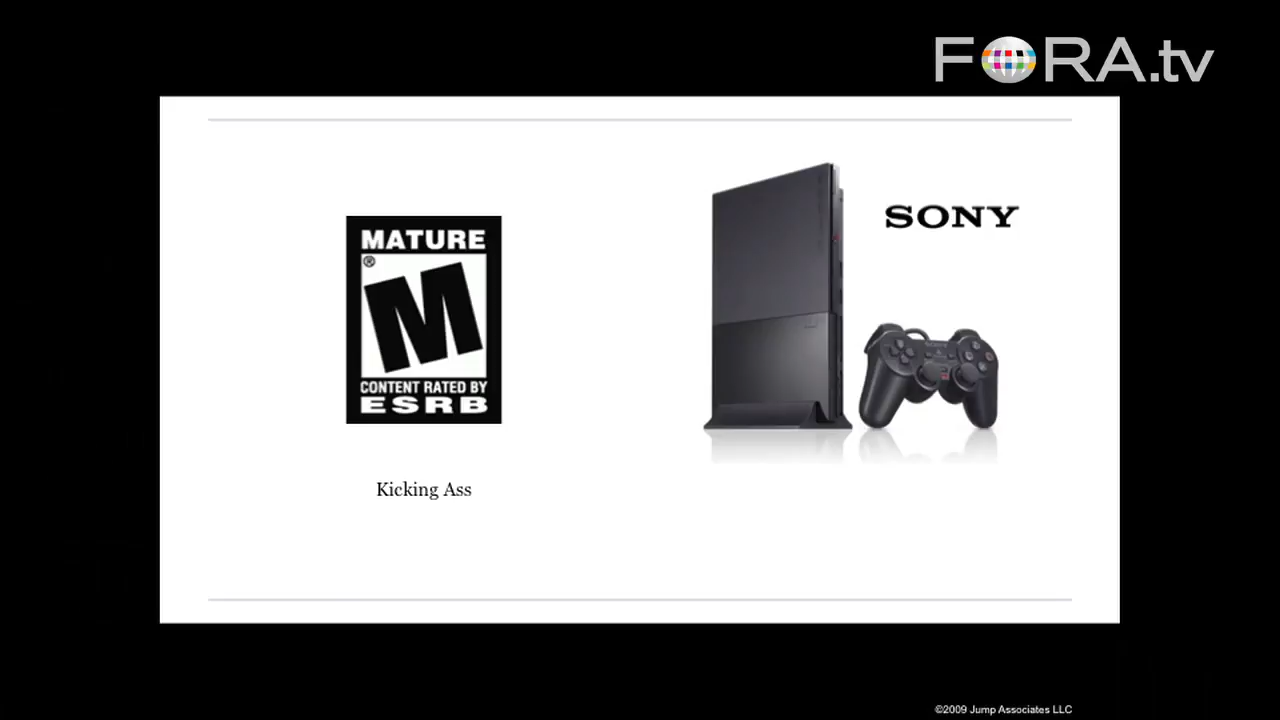 FORA.tv
MATURE
®
M
CONTENT RATED BY
ESRB
SONY
Kicking Ass
©2009 Jump Associates LLC